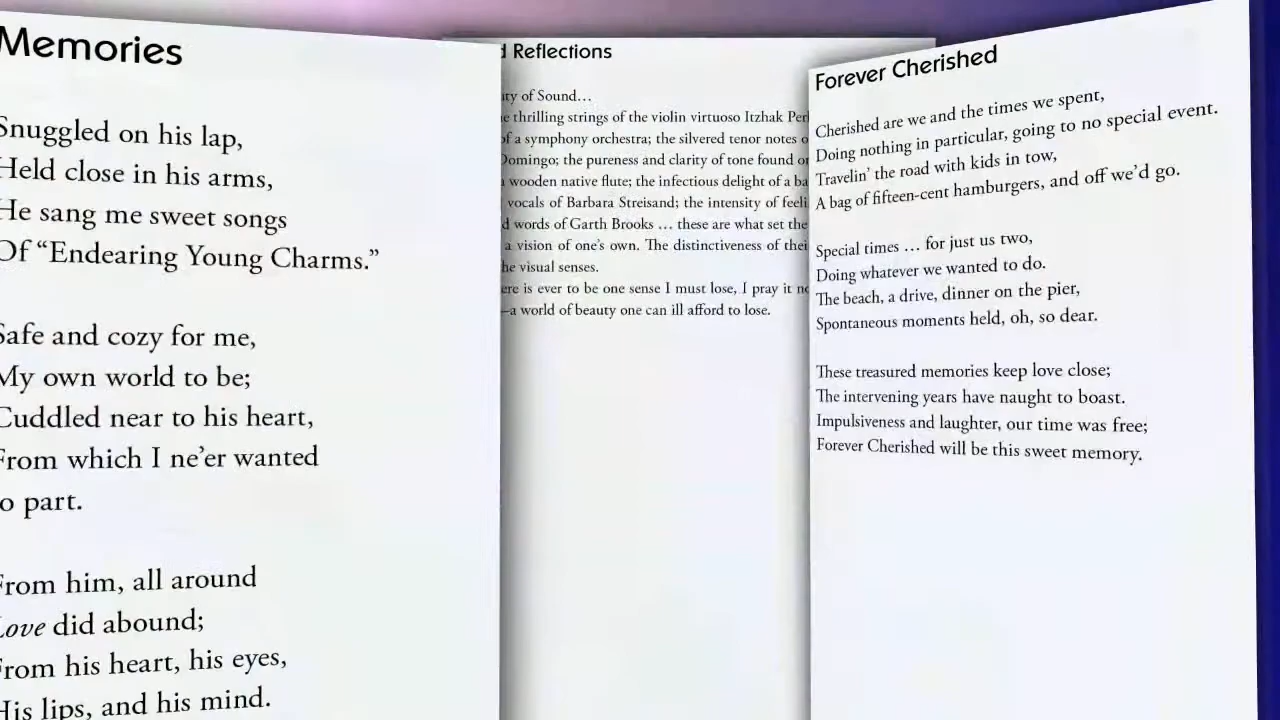 Memories
Snuggled on his lap,
Held close in his arms,
He sang me sweet songs
Of “Endearing Young Charms.”
Safe and cozy for me,
My own world to be;
Cuddled near to his heart,
From which I ne’er wanted
to part.
From him, all around
Love did abound;
From his heart, his eyes,
His lips, and his mind.
Reflections
of Sound…
thrilling strings of the violin virtuoso Itzhak
of a symphony orchestra; the silvered tenor notes
Domingo; the pureness and clarity of tone found
wooden native flute; the infectious delight of a
vocals of Barbara Streisand; the intensity of
words of Garth Brooks … these are what set the
a vision of one’s own. The distinctiveness of
the visual senses.
is ever to be one sense I must lose, I pray it
—a world of beauty one can ill afford to lose.
Forever Cherished
Cherished are we and the times we spent,
Doing nothing in particular, going to no special event.
Travelin’ the road with kids in tow,
A bag of fifteen-cent hamburgers, and off we’d go.
Special times … for just us two,
Doing whatever we wanted to do.
The beach, a drive, dinner on the pier,
Spontaneous moments held, oh, so dear.
These treasured memories keep love close;
The intervening years have naught to boast.
Impulsiveness and laughter, our time was free;
Forever Cherished will be this sweet memory.